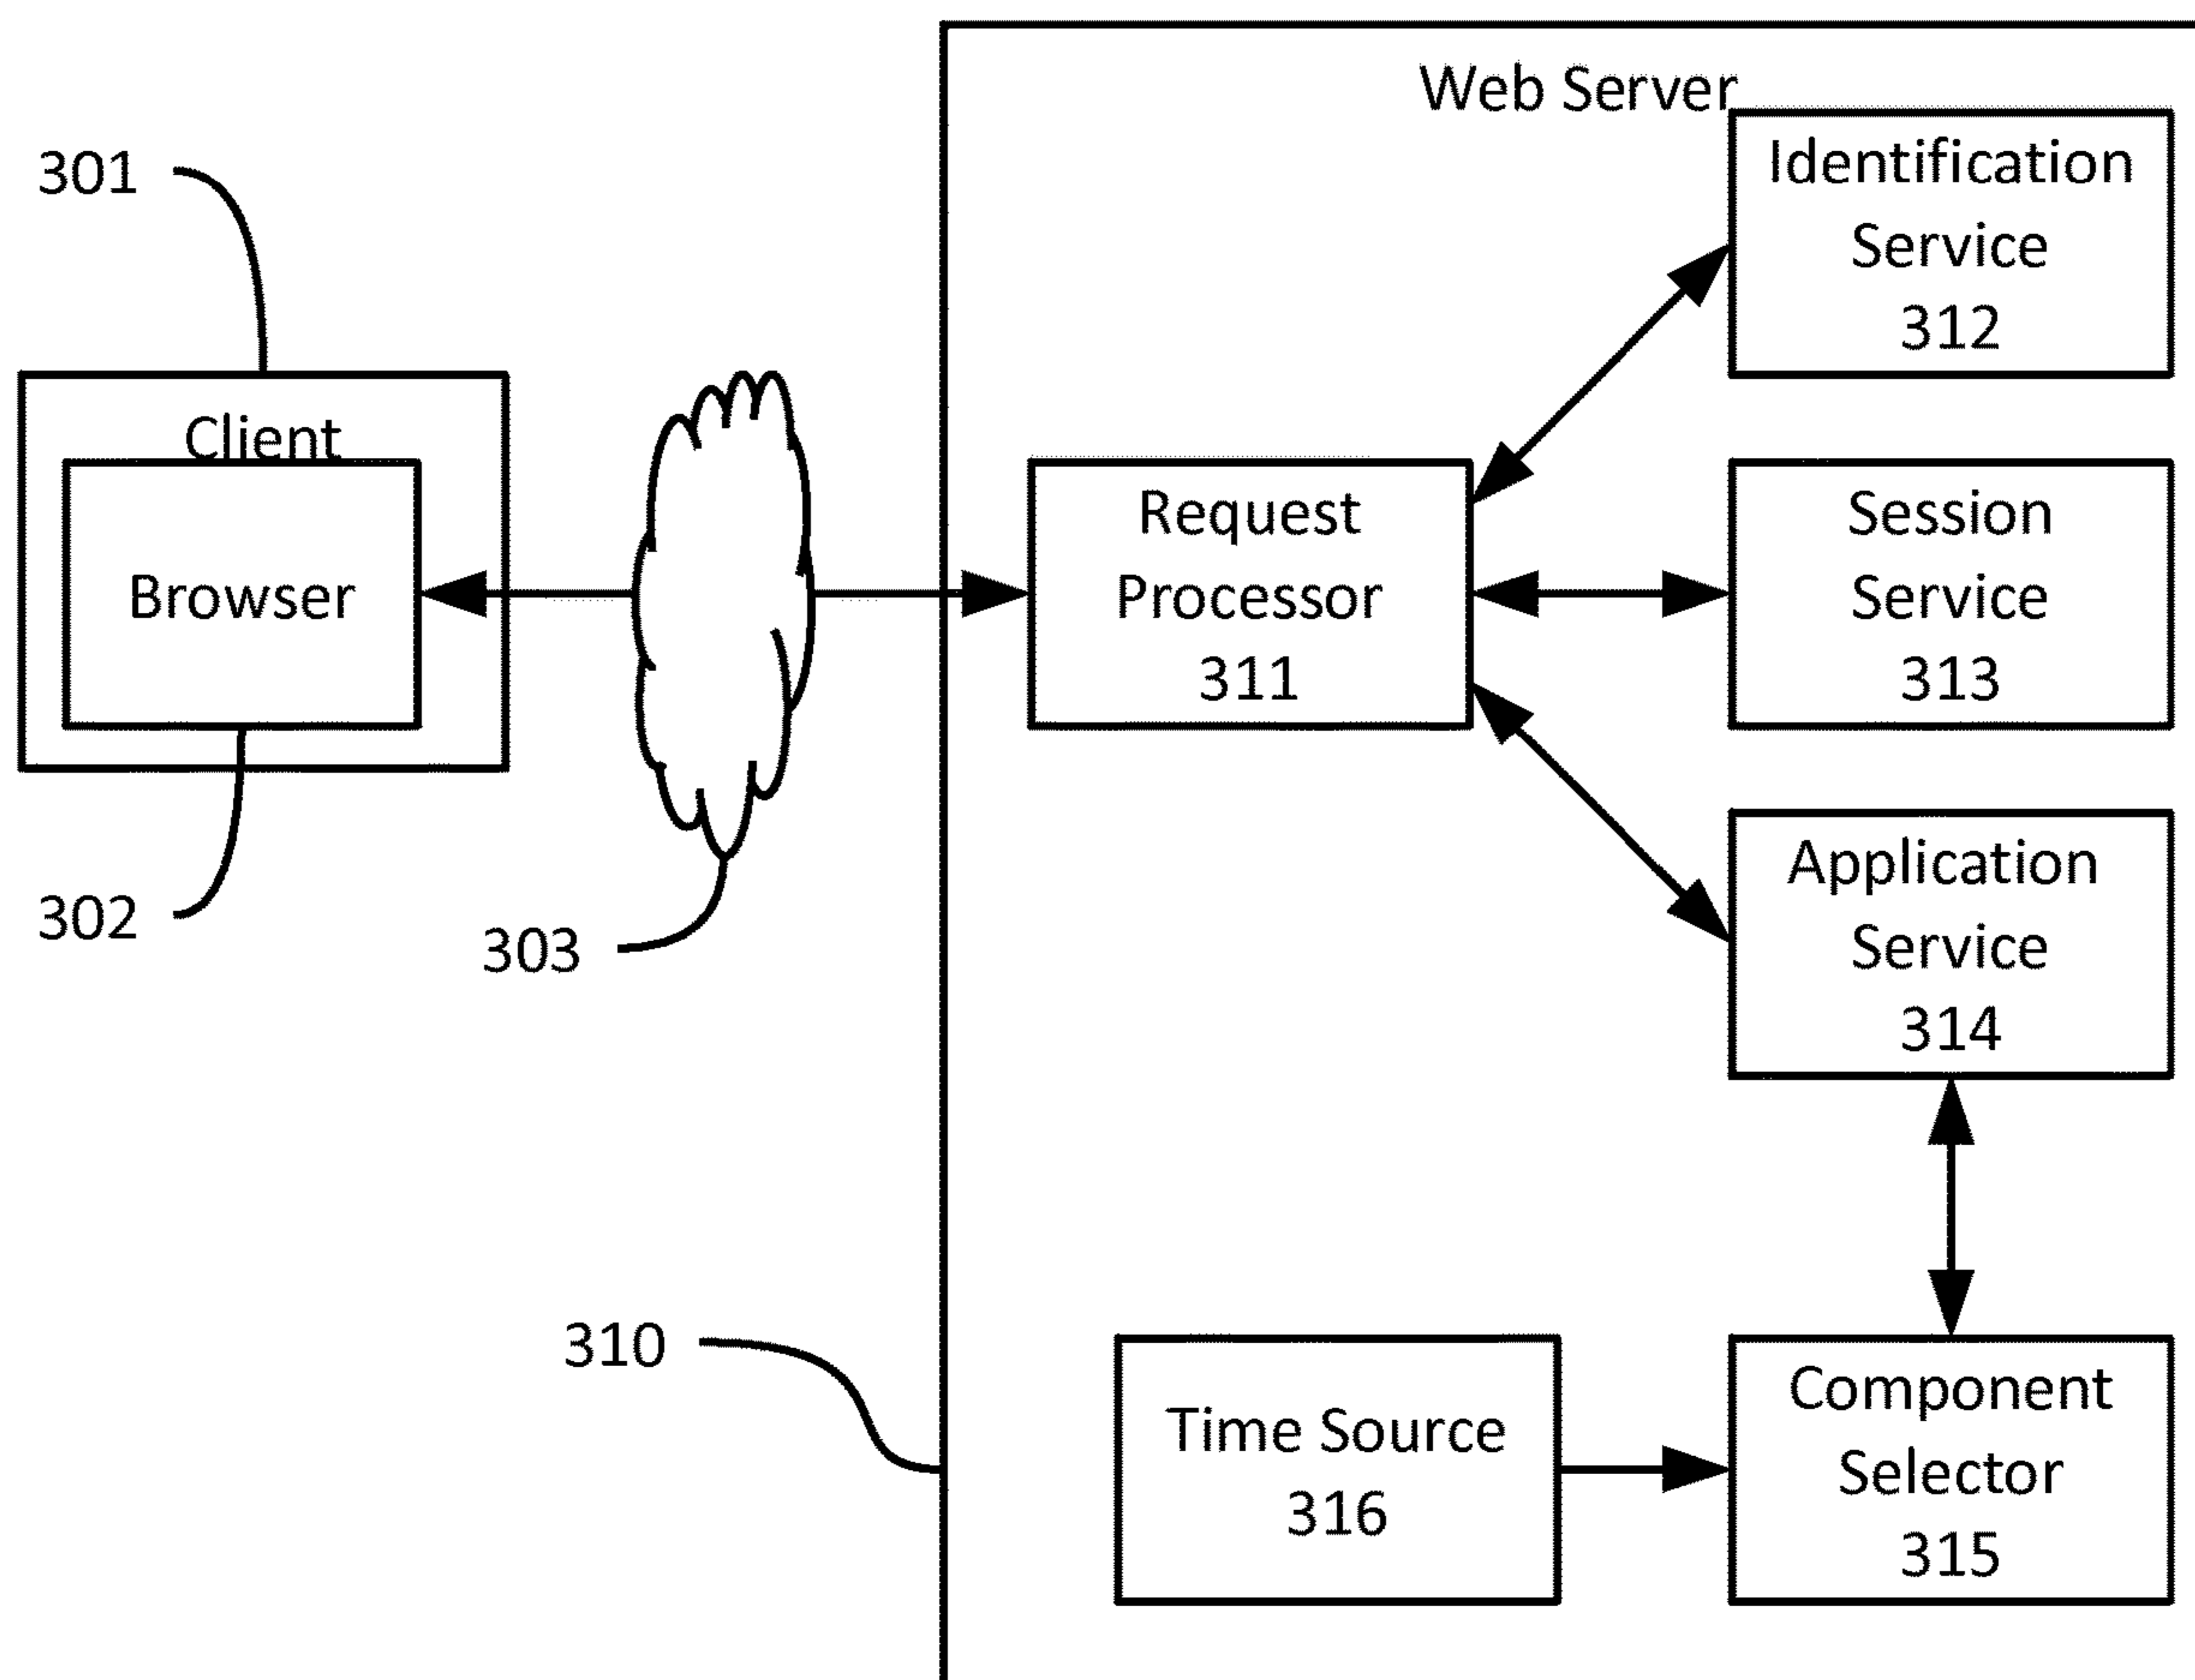 Web Server
Identification
Service
312
301
Client
Browser
Request
Processor
311
Session
Service
313
302
303
Application
Service
314
310
Time Source
316
Component
Selector
315